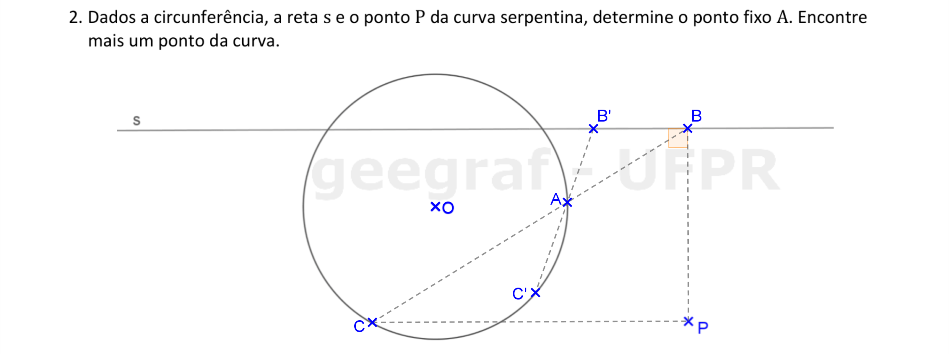 2. Dados a circunferência, a reta s e o ponto P da curva serpentina, determine o ponto fixo A. Encontre
mais um ponto da curva.
s
B'
B
geegraf - UFPR
A
O
C'
C
P